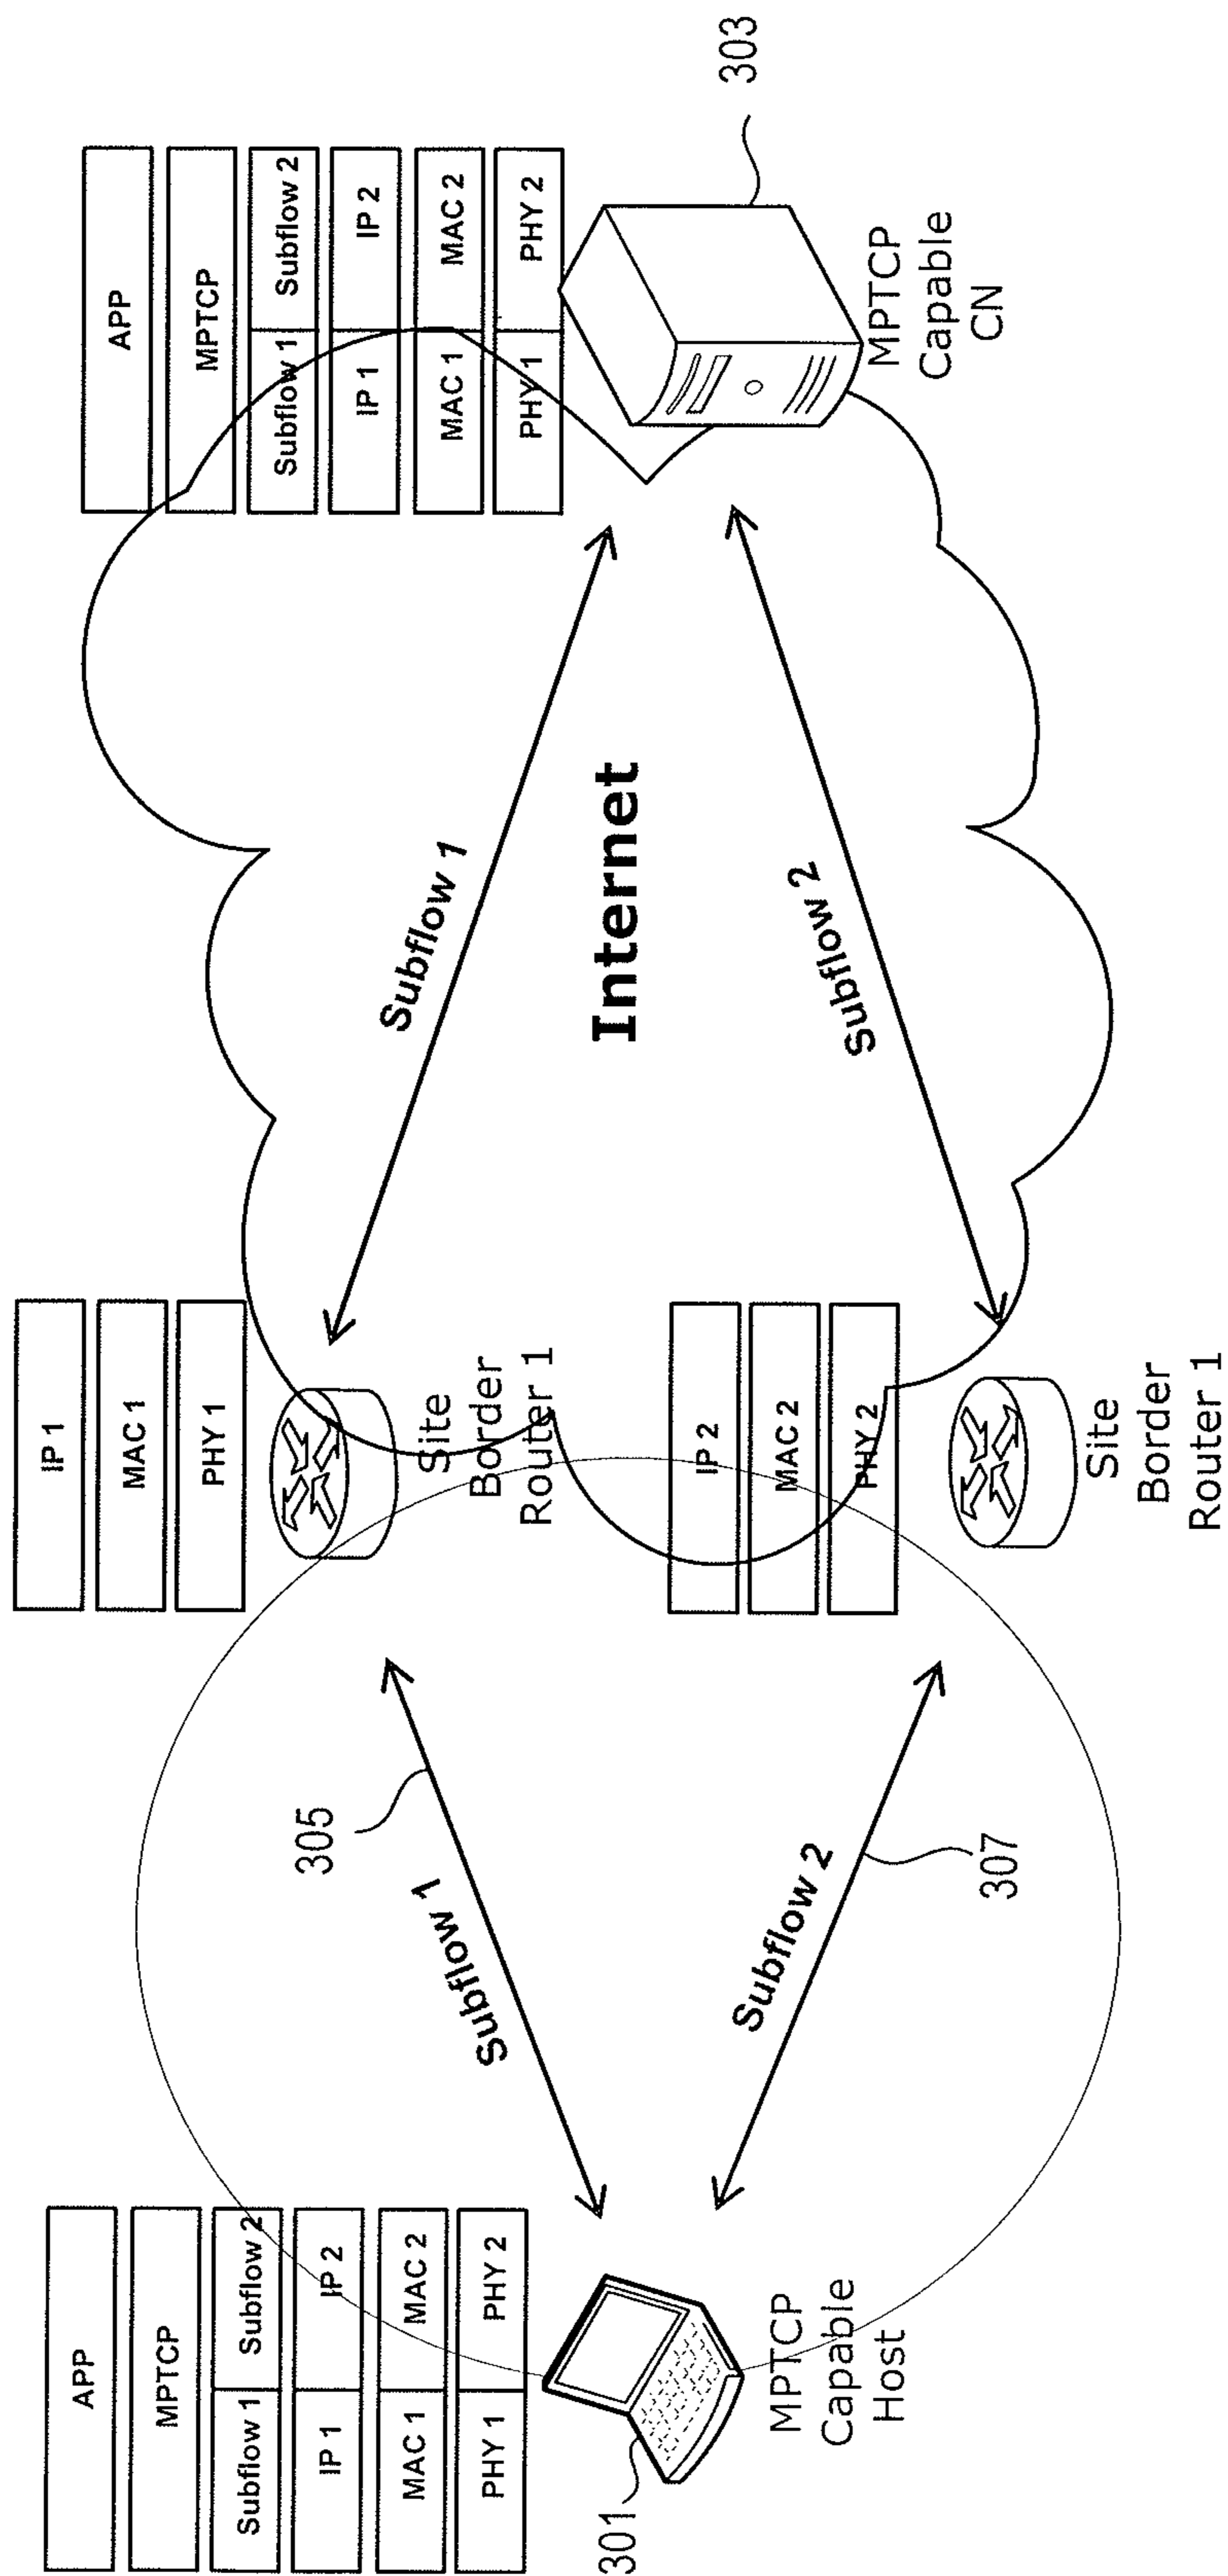 APP
MPTCP
Subflow 1
Subflow 2
IP 1
IP 2
MAC 1
MAC 2
PHY 1
PHY 2
301
MPTCP
Capable
Host
Subflow 1
305
Subflow 2
307
IP 1
MAC 1
PHY 1
Site
Border
Router 1
IP 2
MAC 2
PHY 2
Site
Border
Router 1
Subflow 1
Internet
Subflow 2
APP
MPTCP
Subflow 1
Subflow 2
IP 1
IP 2
MAC 1
MAC 2
PHY 1
PHY 2
303
MPTCP
Capable
CN